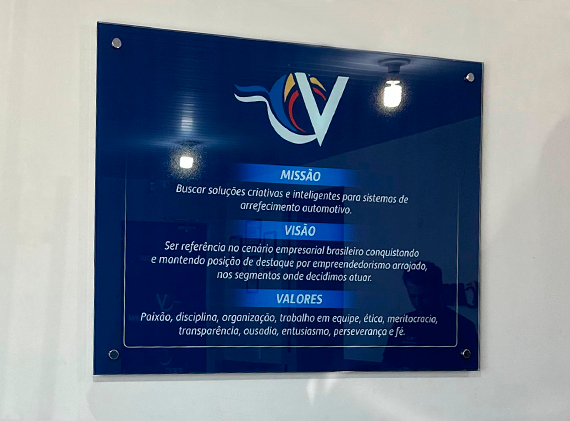 V
MISSÃO
Buscar soluções criativas e inteligentes para sistemas de
arrefecimento automotivo.
VISÃO
Ser referência no cenário empresarial brasileiro conquistando
e mantendo posição de destaque por empreendedorismo arrojado,
nos segmentos onde decidimos atuar.
VALORES
Paixão, disciplina, organização, trabalho em equipe, ética, meritocracia,
transparência, ousadia, entusiasmo, perseverança e fé.